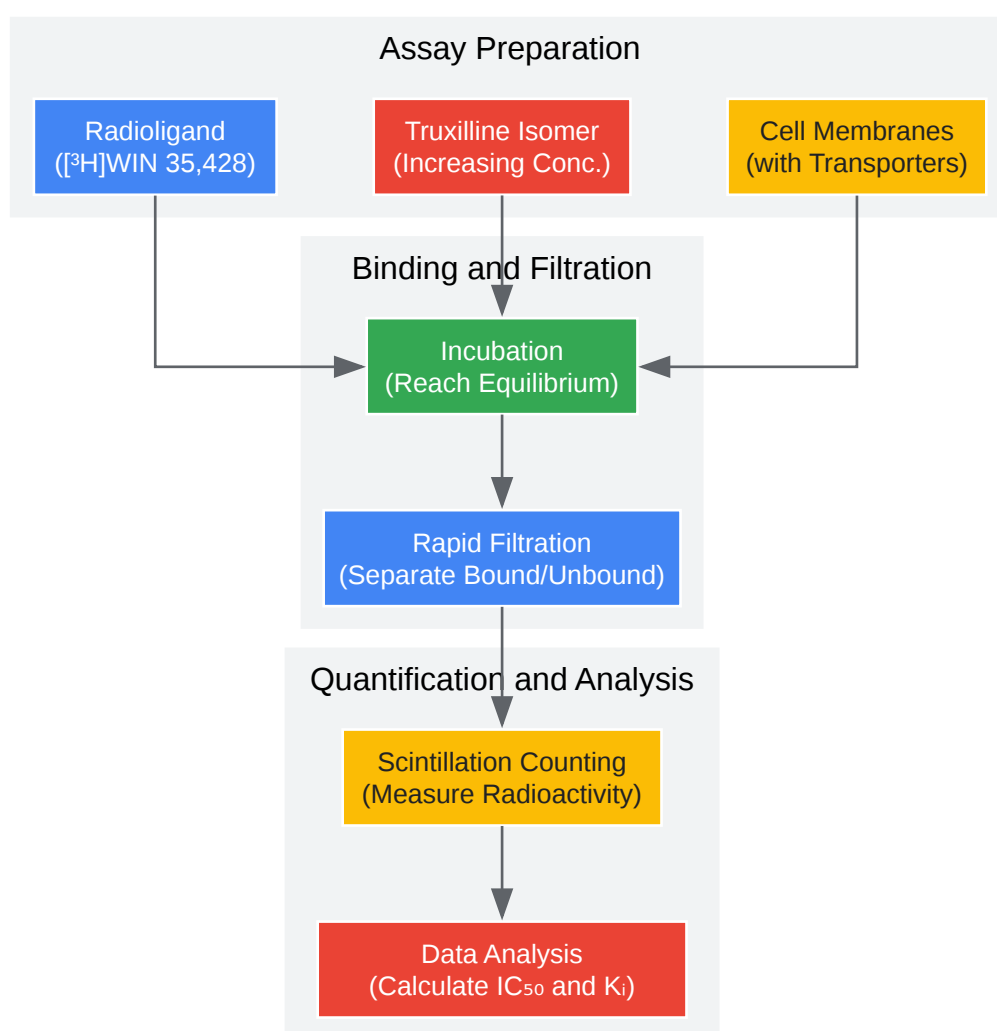 Assay Preparation
Radioligand
([³H]WIN 35,428)
Truxilline Isomer
(Increasing Conc.)
Cell Membranes
(with Transporters)
Binding and Filtration
Incubation
(Reach Equilibrium)
Rapid Filtration
(Separate Bound/Unbound)
Quantification and Analysis
Scintillation Counting
(Measure Radioactivity)
Data Analysis
(Calculate IC₅₀ and Kᵢ)